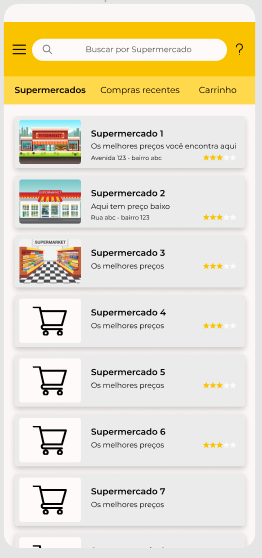 ?
Buscar por Supermercado
Supermercados Compras recentes Carrinho
Supermercado 1
Os melhores preços você encontra aqui
Avenida 123 - bairro abc
Supermercado 2
Aqui tem preço baixo
Rua abc - bairro 123
SUPERMARKET
Supermercado 3
Os melhores preços
Supermercado 4
Os melhores preços
Supermercado 5
Os melhores preços
Supermercado 6
Os melhores preços
Supermercado 7
Os melhores preços